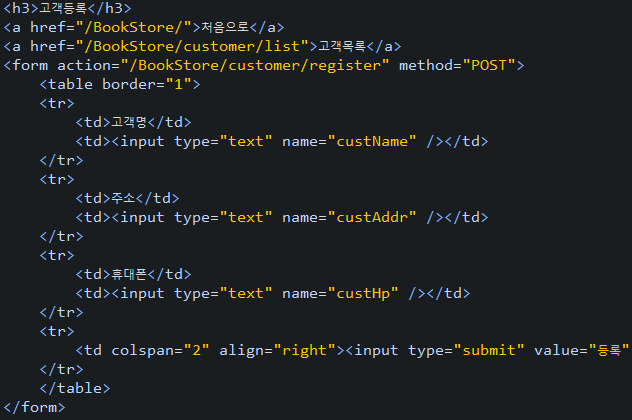 <h3>고객등록</h3>
<a href="/BookStore/">처음으로</a>
<a href="/BookStore/customer/list">고객목록</a>
<form action="/BookStore/customer/register" method="POST">
    <table border="1">
    <tr>
        <td>고객명</td>
        <td><input type="text" name="custName" /></td>
    </tr>
    <tr>
        <td>주소</td>
        <td><input type="text" name="custAddr" /></td>
    </tr>
    <tr>
        <td>휴대폰</td>
        <td><input type="text" name="custHp" /></td>
    </tr>
    <tr>
        <td colspan="2" align="right"><input type="submit" value="등록"
    </tr>
    </table>
</form>